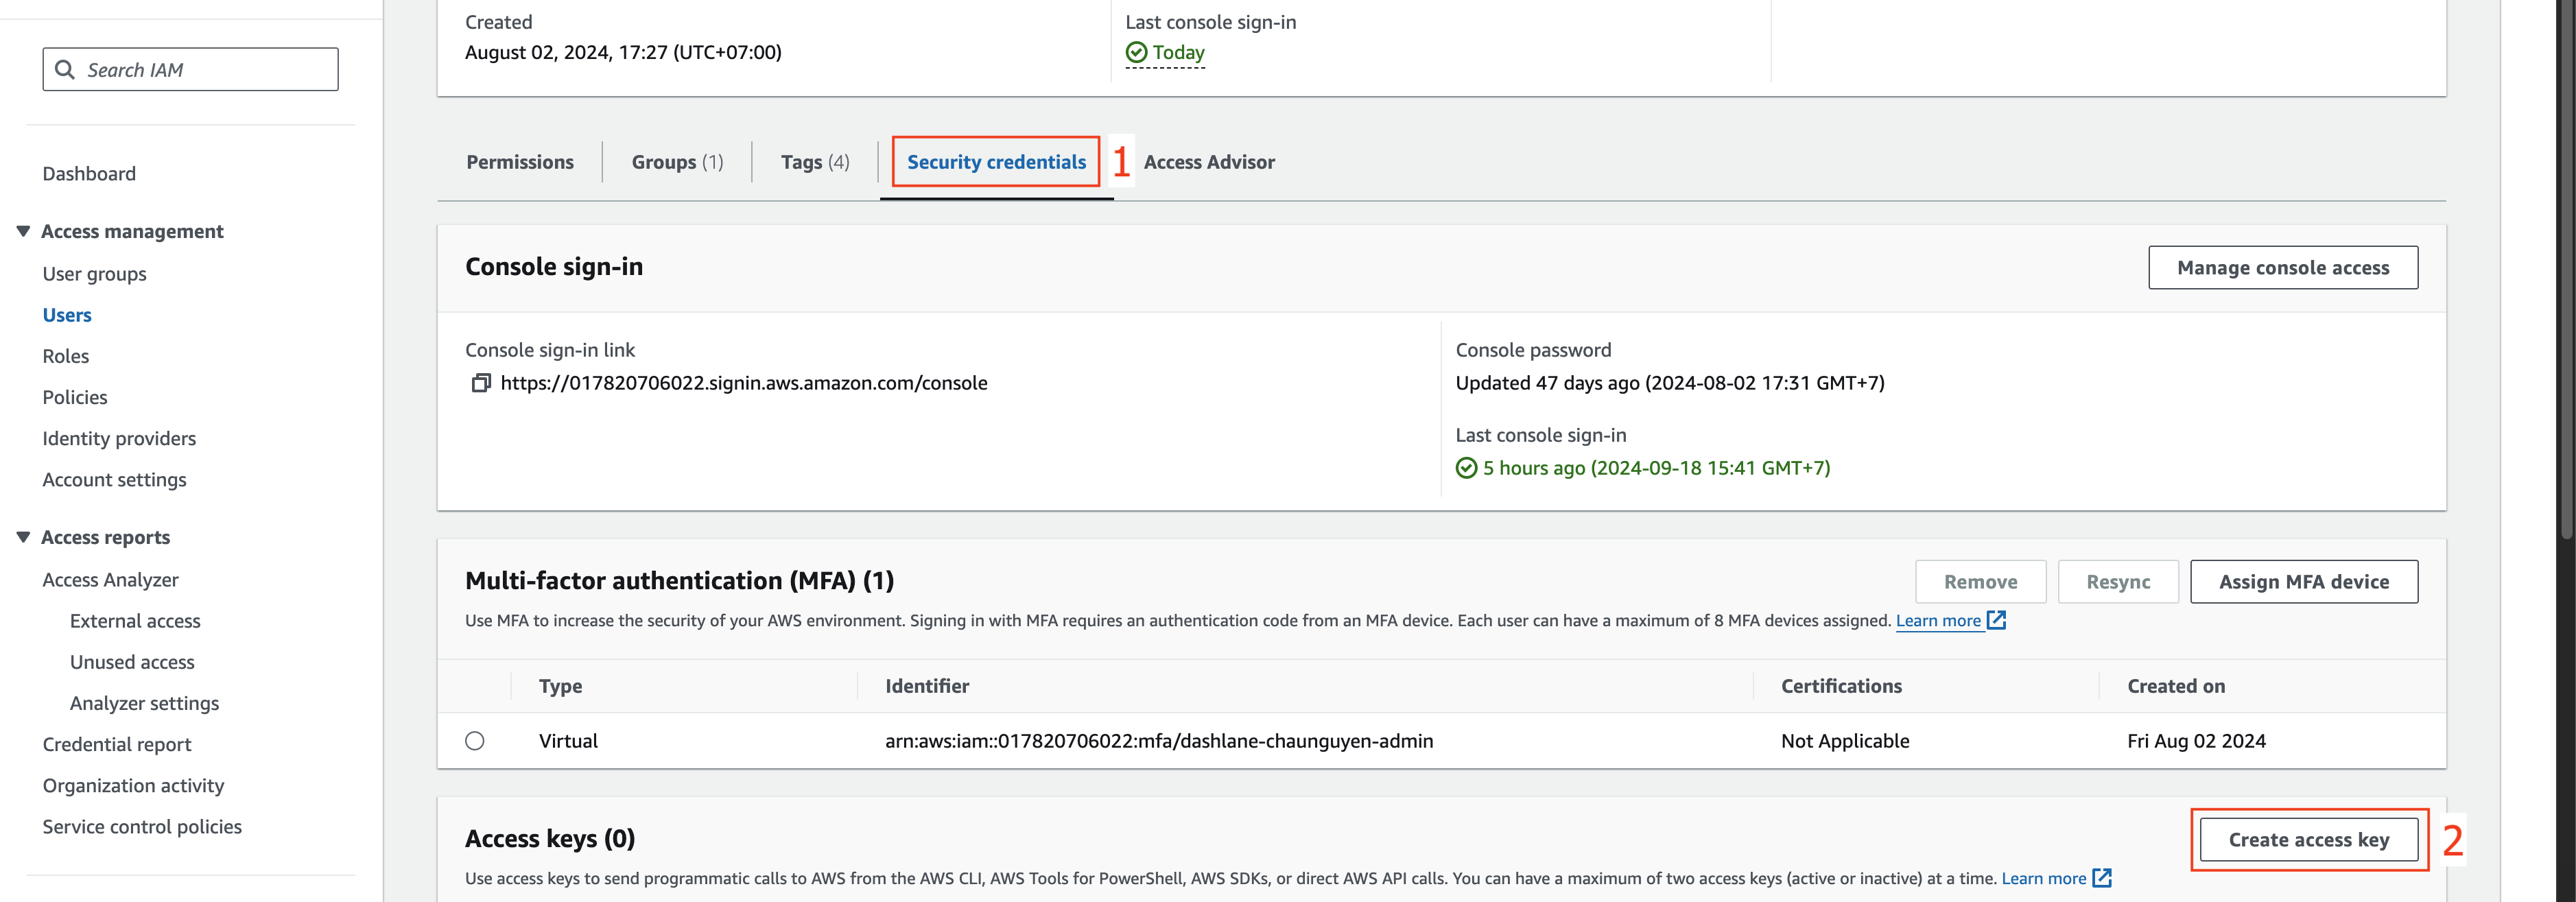 Search IAM
Dashboard
Access management
User groups
Users
Roles
Policies
Identity providers
Account settings
Access reports
Access Analyzer
External access
Unused access
Analyzer settings
Credential report
Organization activity
Service control policies
Created
August 02, 2024, 17:27 (UTC+07:00)
Last console sign-in
Today
Permissions Groups (1) Tags (4) Security credentials 1 Access Advisor
Console sign-in
Manage console access
Console sign-in link
https://017820706022.signin.aws.amazon.com/console
Console password
Updated 47 days ago (2024-08-02 17:31 GMT+7)
Last console sign-in
5 hours ago (2024-09-18 15:41 GMT+7)
Multi-factor authentication (MFA) (1)
Remove Resync Assign MFA device
Use MFA to increase the security of your AWS environment. Signing in with MFA requires an authentication code from an MFA device. Each user can have a maximum of 8 MFA devices assigned. Learn more
Type Identifier Certifications Created on
Virtual arn:aws:iam::017820706022:mfa/dashlane-chaunguyen-admin Not Applicable Fri Aug 02 2024
Access keys (0)
Create access key 2
Use access keys to send programmatic calls to AWS from the AWS CLI, AWS Tools for PowerShell, AWS SDKs, or direct AWS API calls. You can have a maximum of two access keys (active or inactive) at a time. Learn more